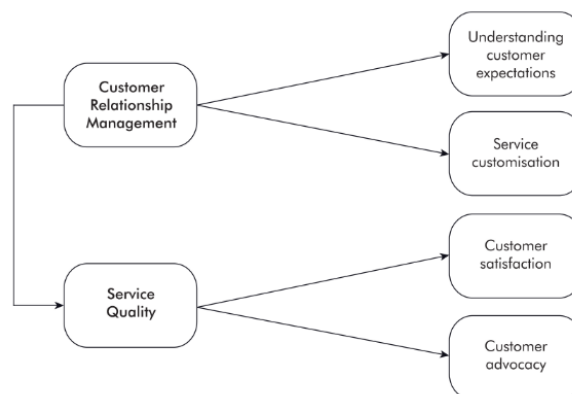 Understanding
customer
expectations
Customer
Relationship
Management
Service
customisation
Customer
satisfaction
Service
Quality
Customer
advocacy